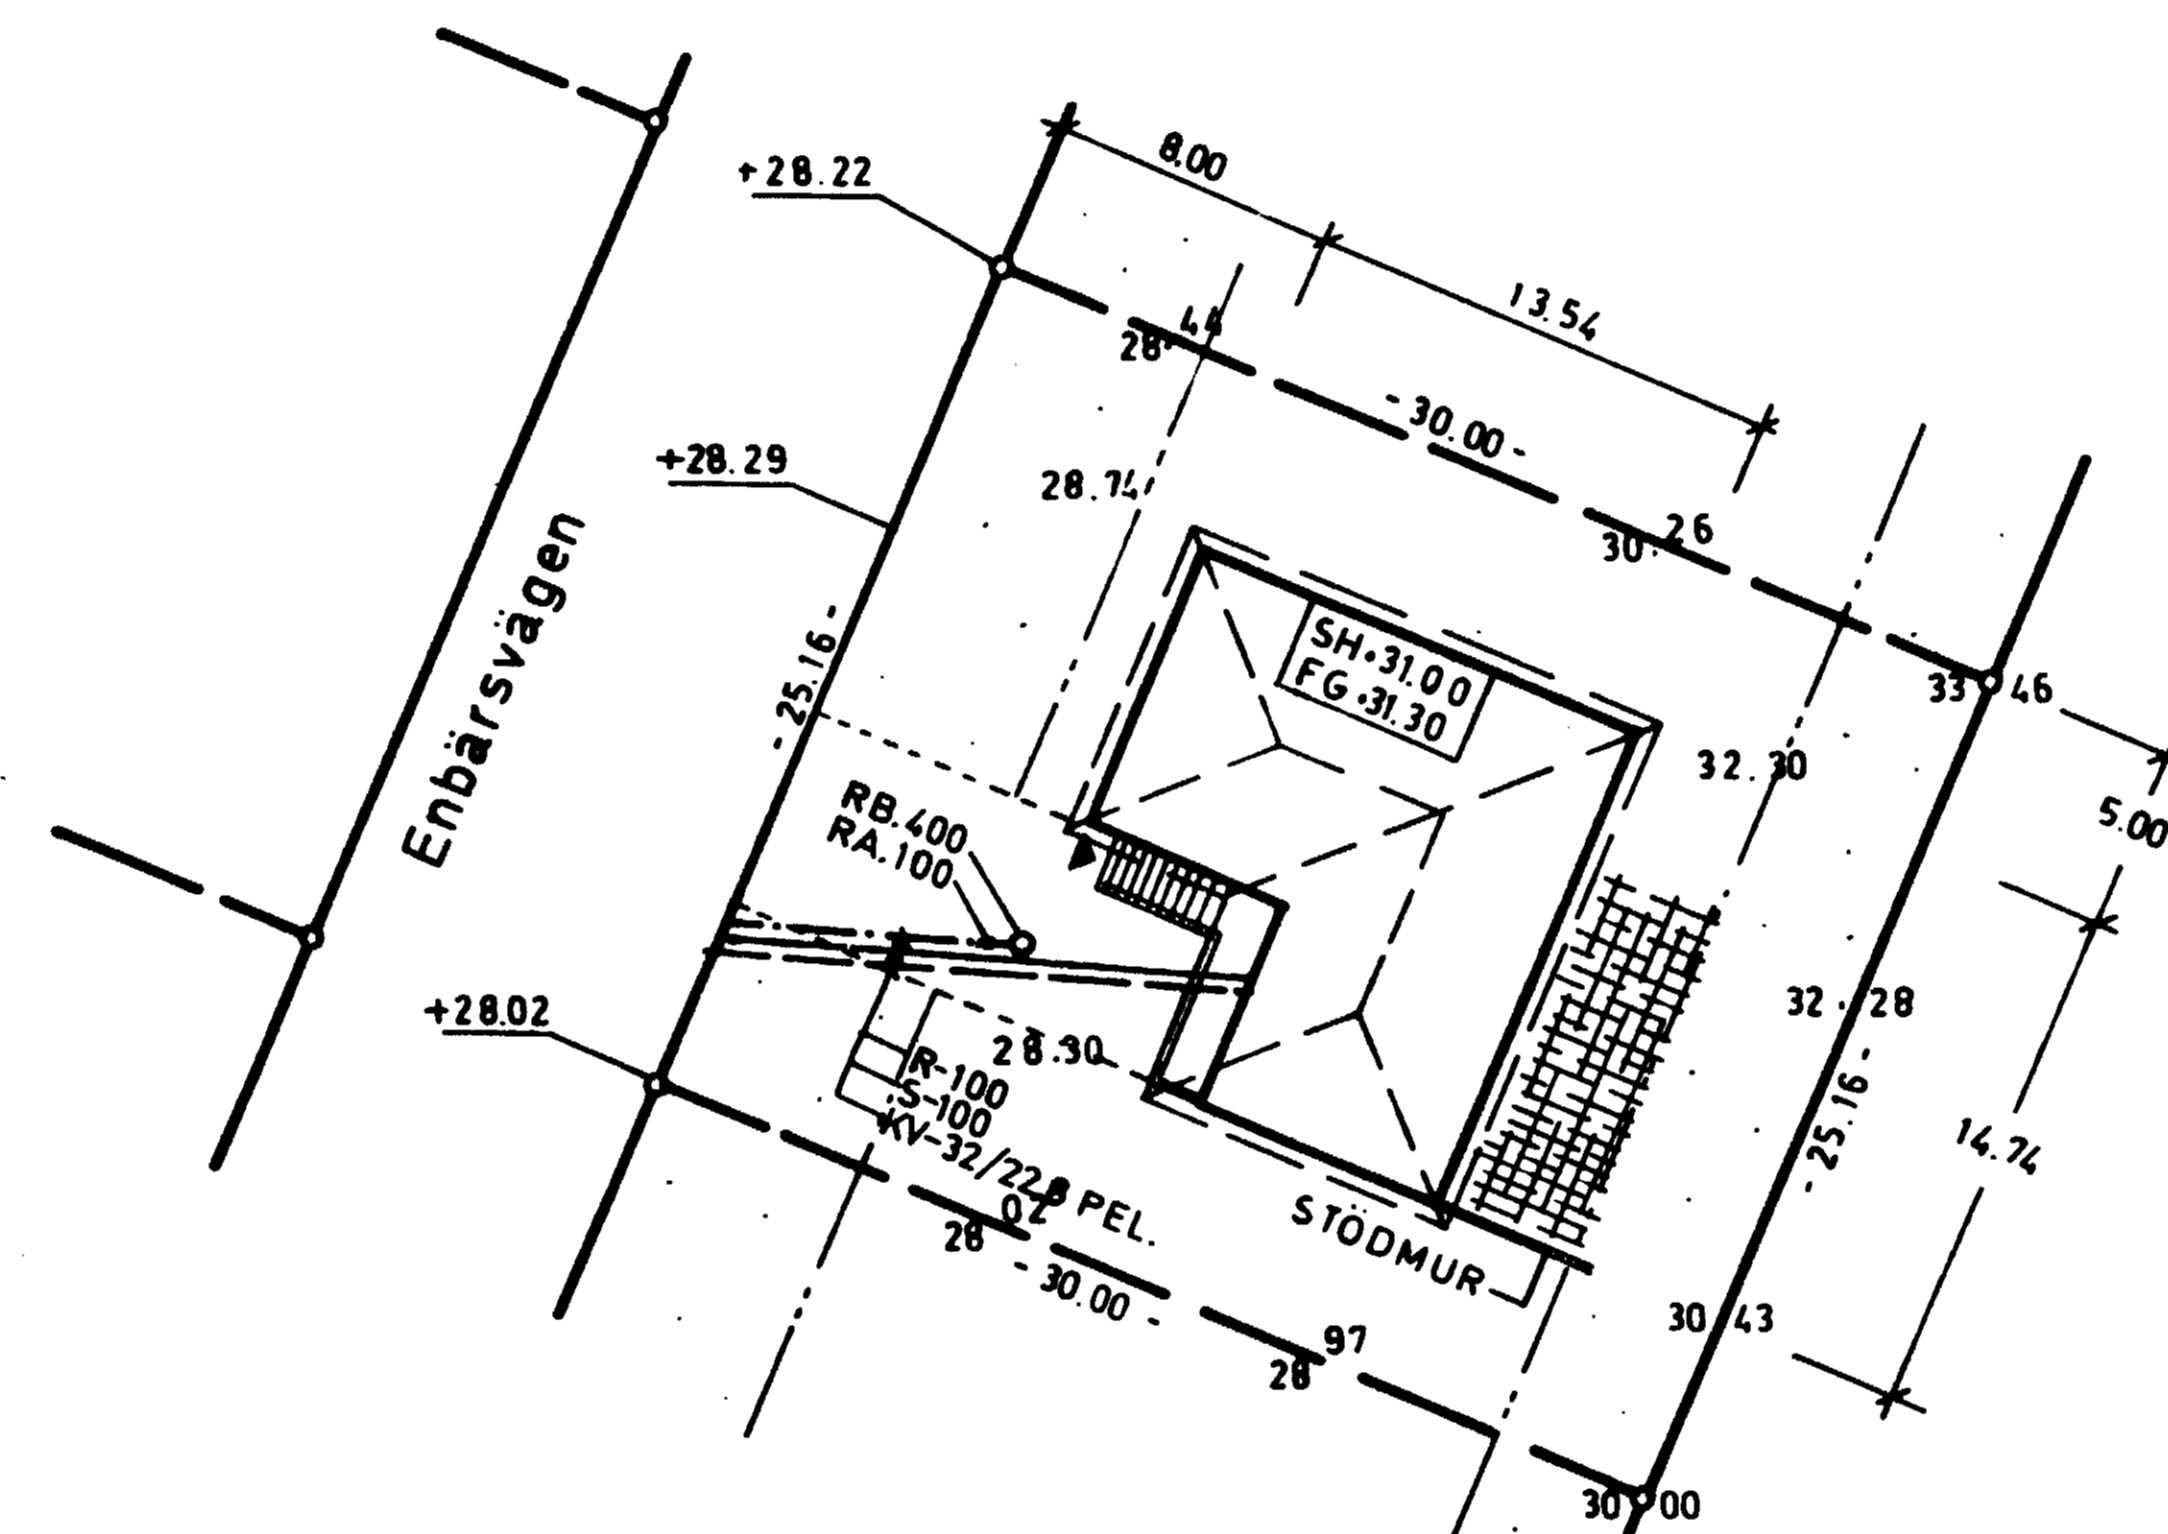 8.00
+28.22
13.54
28.44
-30.00-
+28.29
28.74
30.26
Enbärsvägen
-25.16-
SH+31.00
FG+31.30
33.46
32.30
5.00
RB.400
RA.100
32.28
+28.02
28.30
R-100
S-100
KV-32/22,8 PEL.
-25.16-
14.74
28
-30.00-
STÖDMUR
30.43
28.97
30.00